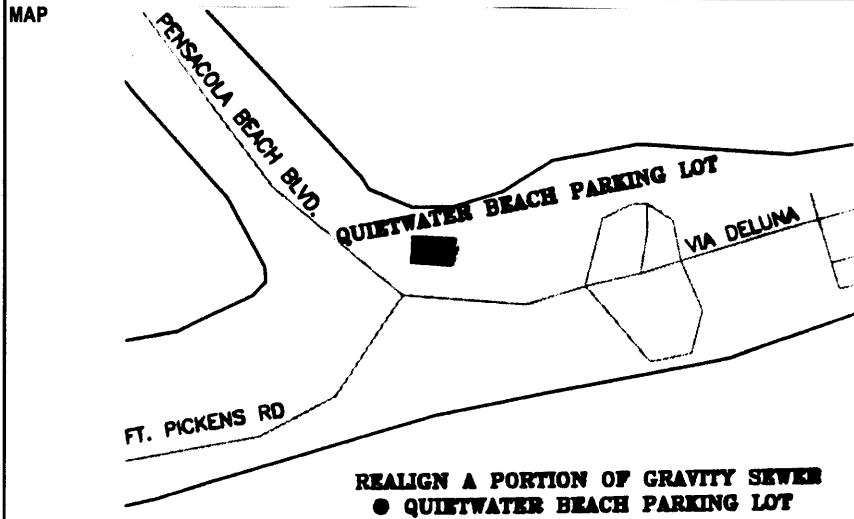 MAP
PENSACOLA BEACH BLVD.
QUIETWATER BEACH PARKING LOT
VIA DELUNA
FT. PICKENS RD
REALIGN A PORTION OF GRAVITY SEWER
● QUIETWATER BEACH PARKING LOT